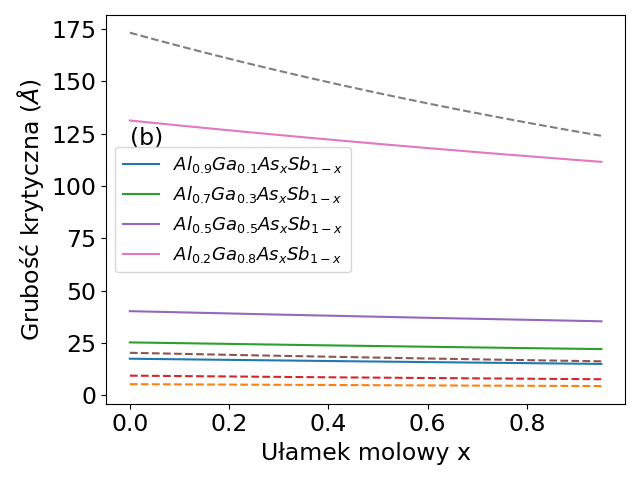 175
150
125
100
75
50
25
0
Grubość krytyczna (Å)
(b)
Al₀.₉Ga₀.₁AsₓSb₁₋ₓ
Al₀.₇Ga₀.₃AsₓSb₁₋ₓ
Al₀.₅Ga₀.₅AsₓSb₁₋ₓ
Al₀.₂Ga₀.₈AsₓSb₁₋ₓ
0.0 0.2 0.4 0.6 0.8
Ułamek molowy x